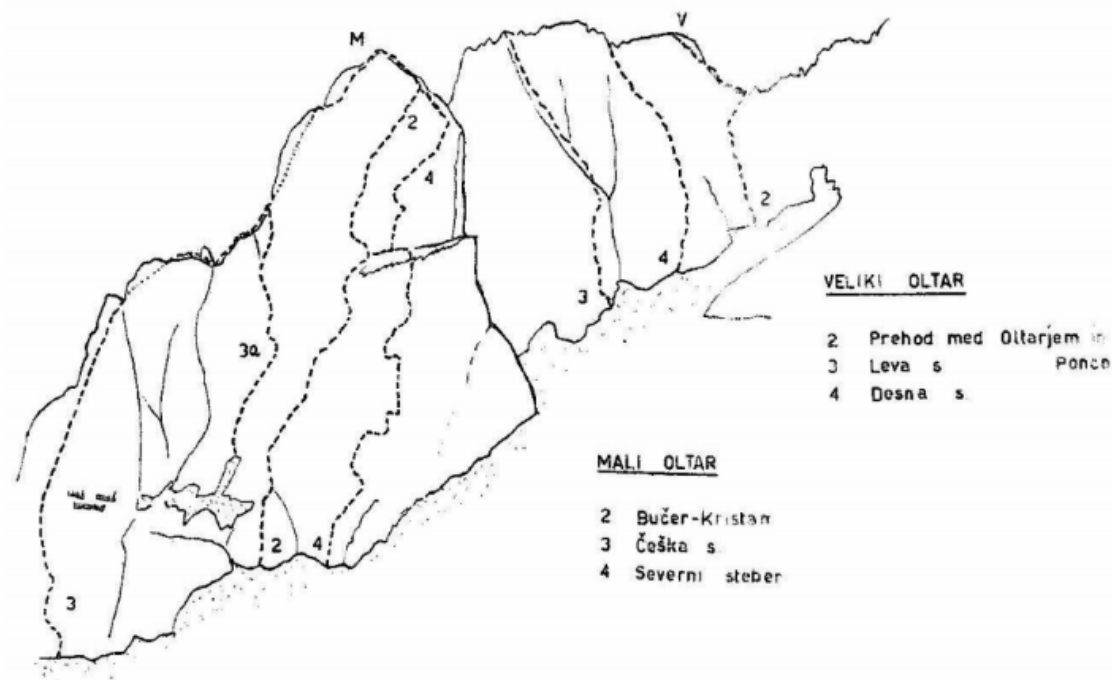 M
V
2
4
2
3
4
3a
2
4
3
VELIKI OLTAR
2 Prehod med Oltarjem in
3 Leva s Ponco
4 Desna s.
MALI OLTAR
2 Bučer-Kristan
3 Češka s.
4 Severni steber